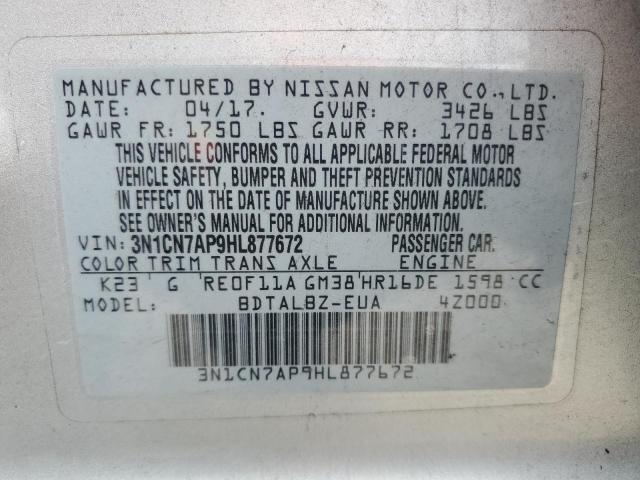 MANUFACTURED BY NISSAN MOTOR CO., LTD.
DATE: 04/17. GVWR: 3426 LBS
GAWR FR: 1750 LBS GAWR RR: 1708 LBS
THIS VEHICLE CONFORMS TO ALL APPLICABLE FEDERAL MOTOR
VEHICLE SAFETY, BUMPER AND THEFT PREVENTION STANDARDS
IN EFFECT ON THE DATE OF MANUFACTURE SHOWN ABOVE.
SEE OWNER'S MANUAL FOR ADDITIONAL INFORMATION.
VIN: 3N1CN7AP9HL877672 PASSENGER CAR.
COLOR TRIM TRANS AXLE ENGINE
K23 G RE0F11A GM38 HR16DE 1598 CC
MODEL: BDTALBZ-EUA 4Z000
3N1CN7AP9HL877672